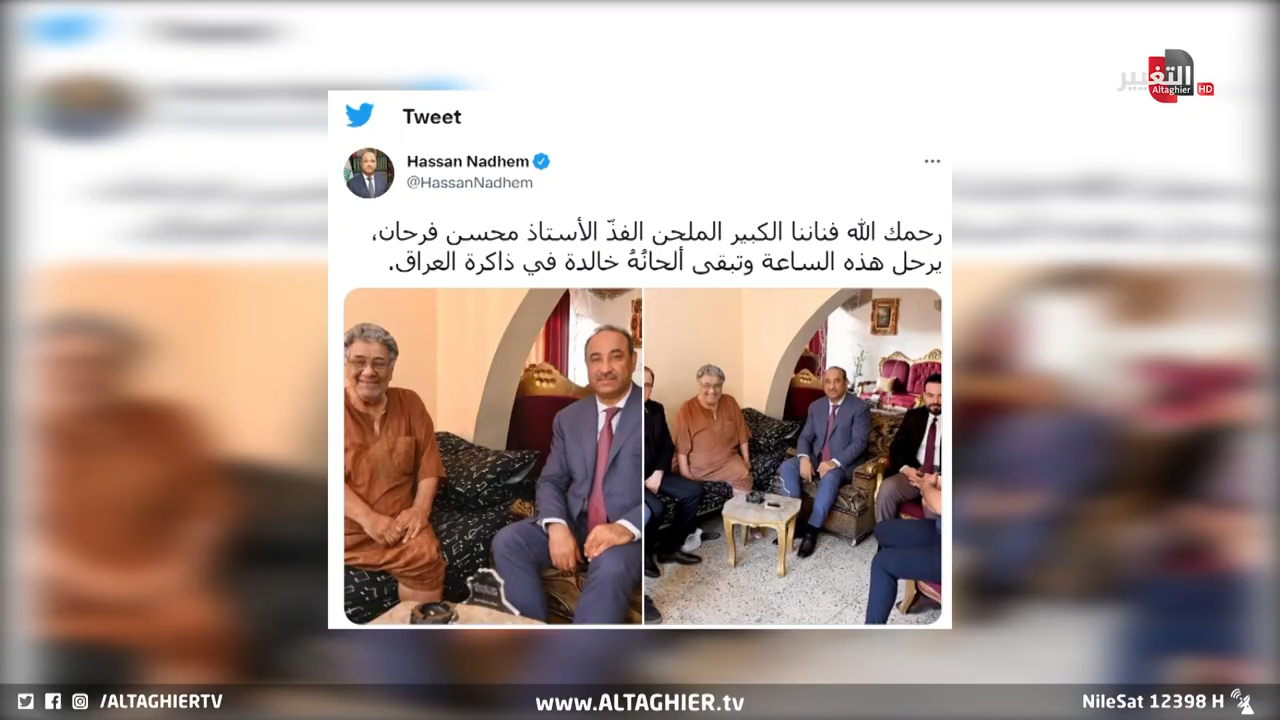 التغيير
Altaghier HD
Tweet
Hassan Nadhem
@HassanNadhem
رحمك الله فناننا الكبير الملحن الفذّ الأستاذ محسن فرحان،
يرحل هذه الساعة وتبقى ألحانُهُ خالدة في ذاكرة العراق.
/ALTAGHIERTV
www.ALTAGHIER.tv
NileSat 12398 H